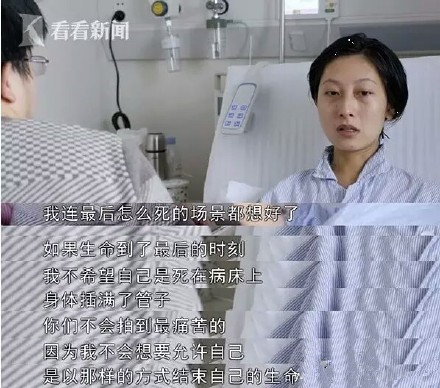 看看新闻
我连最后怎么死的场景都想好了
如果生命到了最后的时刻
我不希望自己是死在病床上
身体插满了管子
你们不会拍到最痛苦的
因为我不会想要允许自己
是以那样的方式结束自己的生命